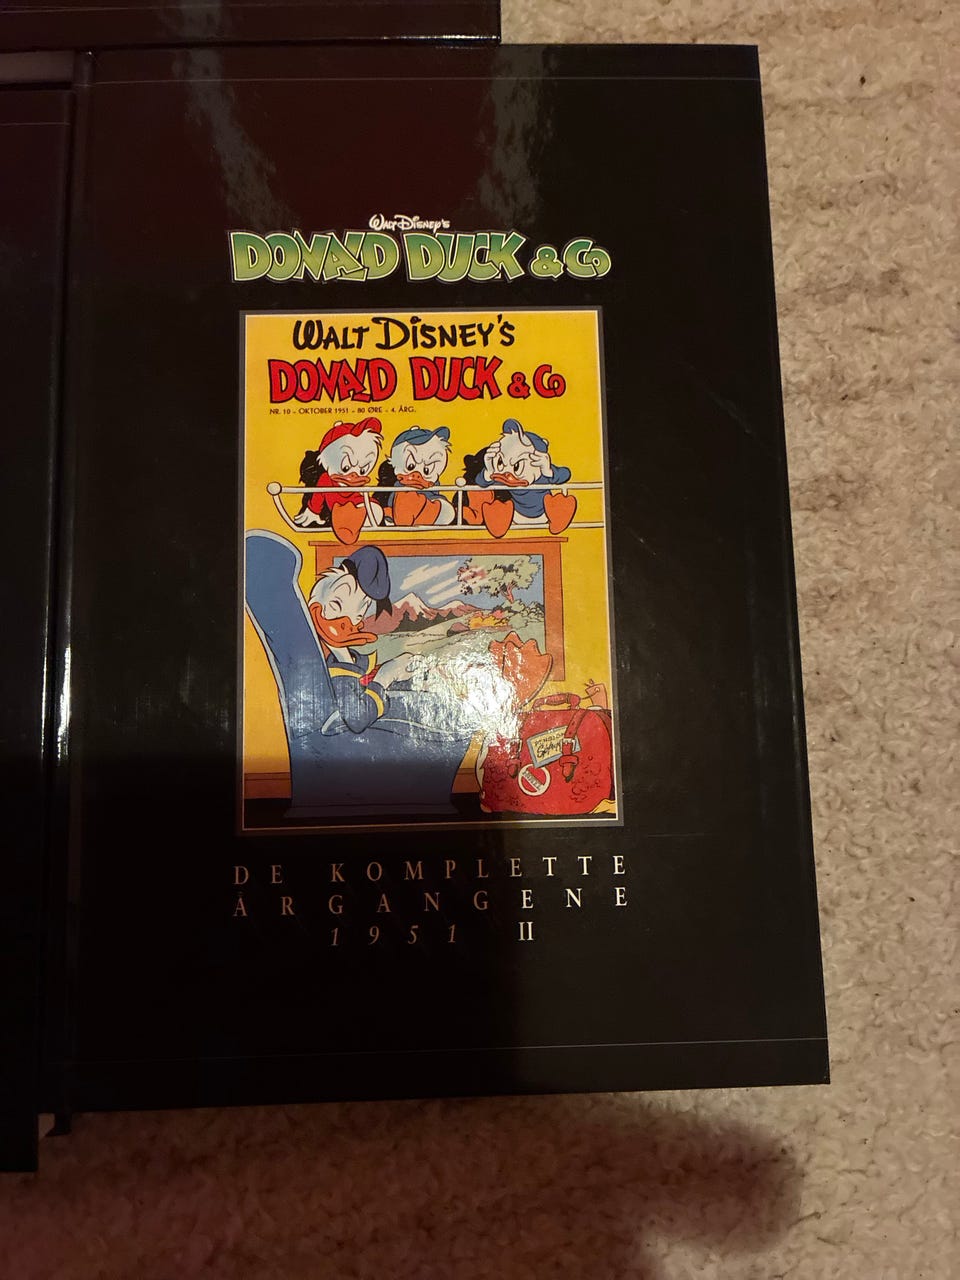 Walt Disney's
DONALD DUCK & Co
WALT DISNEY'S
DONALD DUCK & Co
NR. 10 - OKTOBER 1951 - 80 ØRE - 4. ÅRG.
DE KOMPLETTE
ÅRGANGENE
1951 II